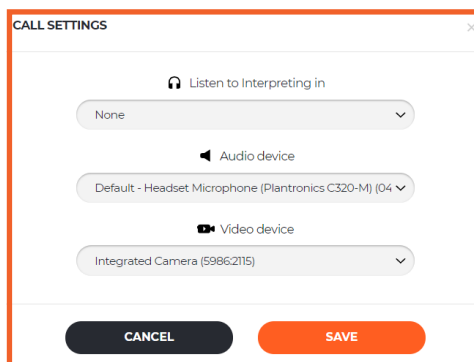 CALL SETTINGS
Listen to Interpreting in
None
Audio device
Default - Headset Microphone (Plantronics C320-M) (04
Video device
Integrated Camera (5986:2115)
CANCEL
SAVE